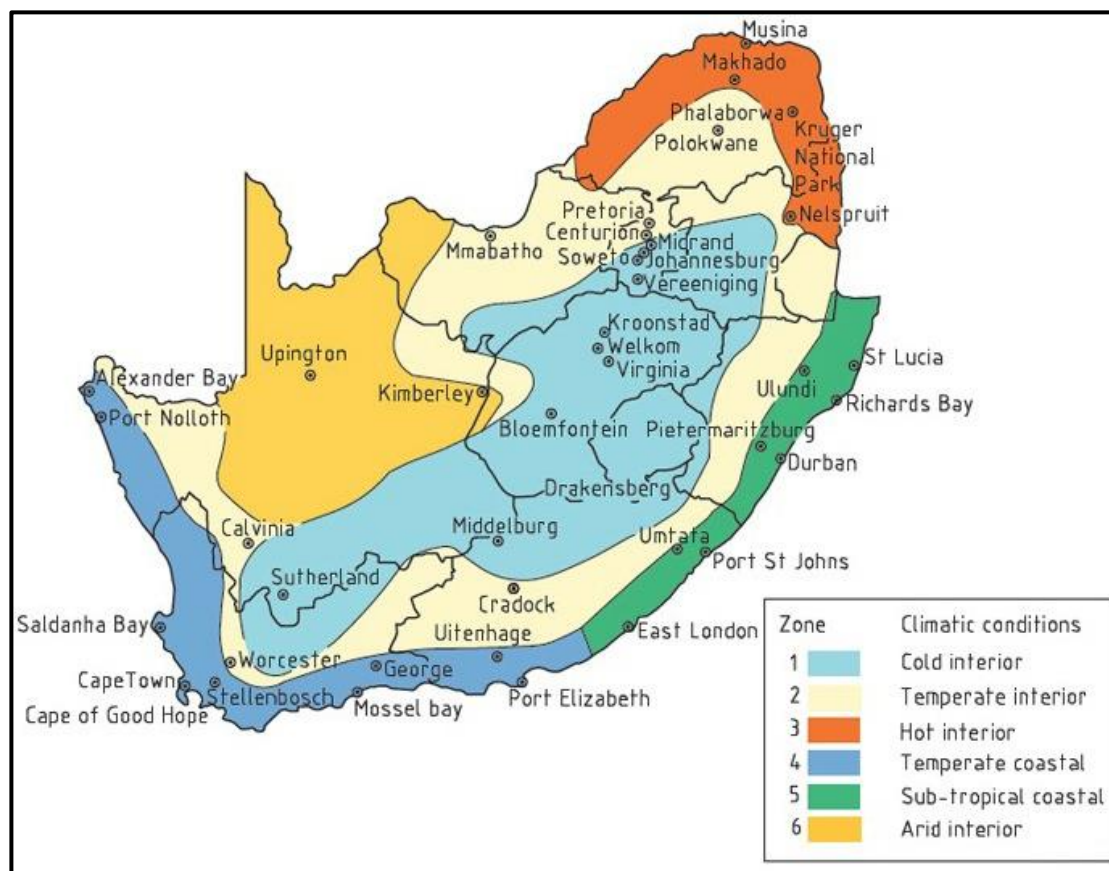 Musina
Makhado
Phalaborwa
Kruger
Polokwane
National
Park
Pretoria
Nelspruit
Centurion
Midrand
Mmabatho
Soweto
Johannesburg
Vereeniging
Kroonstad
Upington
Welkom
St Lucia
Virginia
Alexander Bay
Ulundi
Kimberley
Richards Bay
Port Nolloth
Bloemfontein
Pietermaritzburg
Durban
Drakensberg
Calvinia
Middelburg
Umtata
Port St Johns
Sutherland
Cradock
Saldanha Bay
Uitenhage
East London
Worcester
George
CapeTown
Stellenbosch
Port Elizabeth
Mossel bay
Cape of Good Hope
Zone Climatic conditions
1 Cold interior
2 Temperate interior
3 Hot interior
4 Temperate coastal
5 Sub-tropical coastal
6 Arid interior